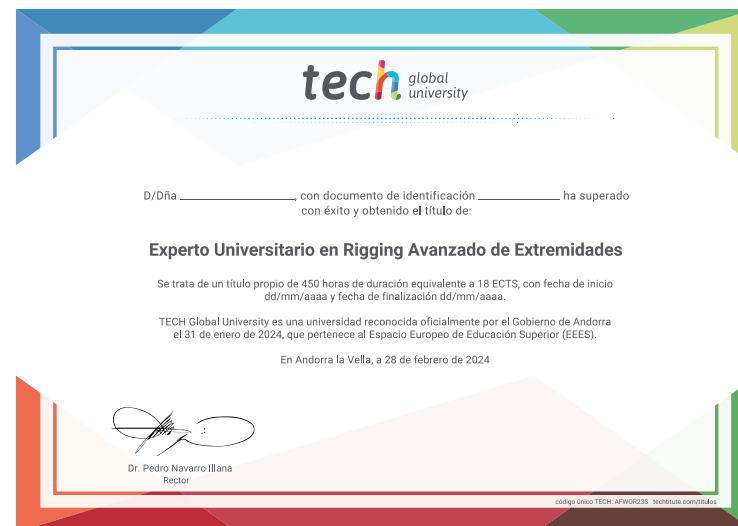 tech global
university
D/Dña ____________________, con documento de identificación ______________ ha superado
con éxito y obtenido el título de:
Experto Universitario en Rigging Avanzado de Extremidades
Se trata de un título propio de 450 horas de duración equivalente a 18 ECTS, con fecha de inicio
dd/mm/aaaa y fecha de finalización dd/mm/aaaa.
TECH Global University es una universidad reconocida oficialmente por el Gobierno de Andorra
el 31 de enero de 2024, que pertenece al Espacio Europeo de Educación Superior (EEES).
En Andorra la Vella, a 28 de febrero de 2024
Dr. Pedro Navarro Illana
Rector
código único TECH: AFWOR23S techtitute.com/titulos